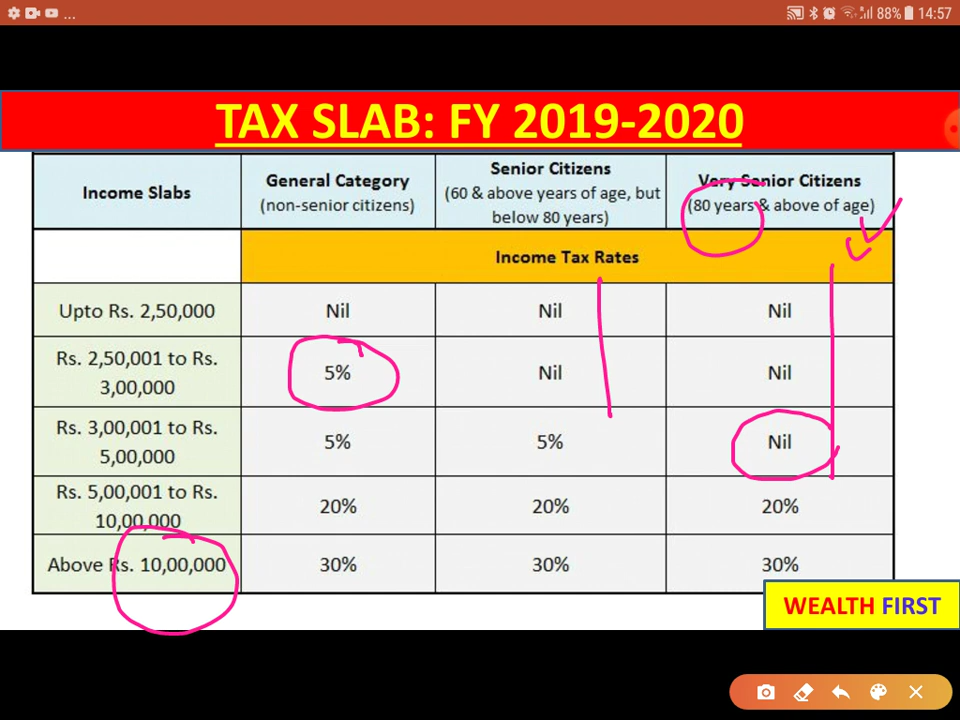 ...
88% 14:57
TAX SLAB: FY 2019-2020
Income Slabs
General Category
(non-senior citizens)
Senior Citizens
(60 & above years of age, but
below 80 years)
Very Senior Citizens
(80 years & above of age)
Income Tax Rates
Upto Rs. 2,50,000 Nil Nil Nil
Rs. 2,50,001 to Rs.
3,00,000 5% Nil Nil
Rs. 3,00,001 to Rs.
5,00,000 5% 5% Nil
Rs. 5,00,001 to Rs.
10,00,000 20% 20% 20%
Above Rs. 10,00,000 30% 30% 30%
WEALTH FIRST